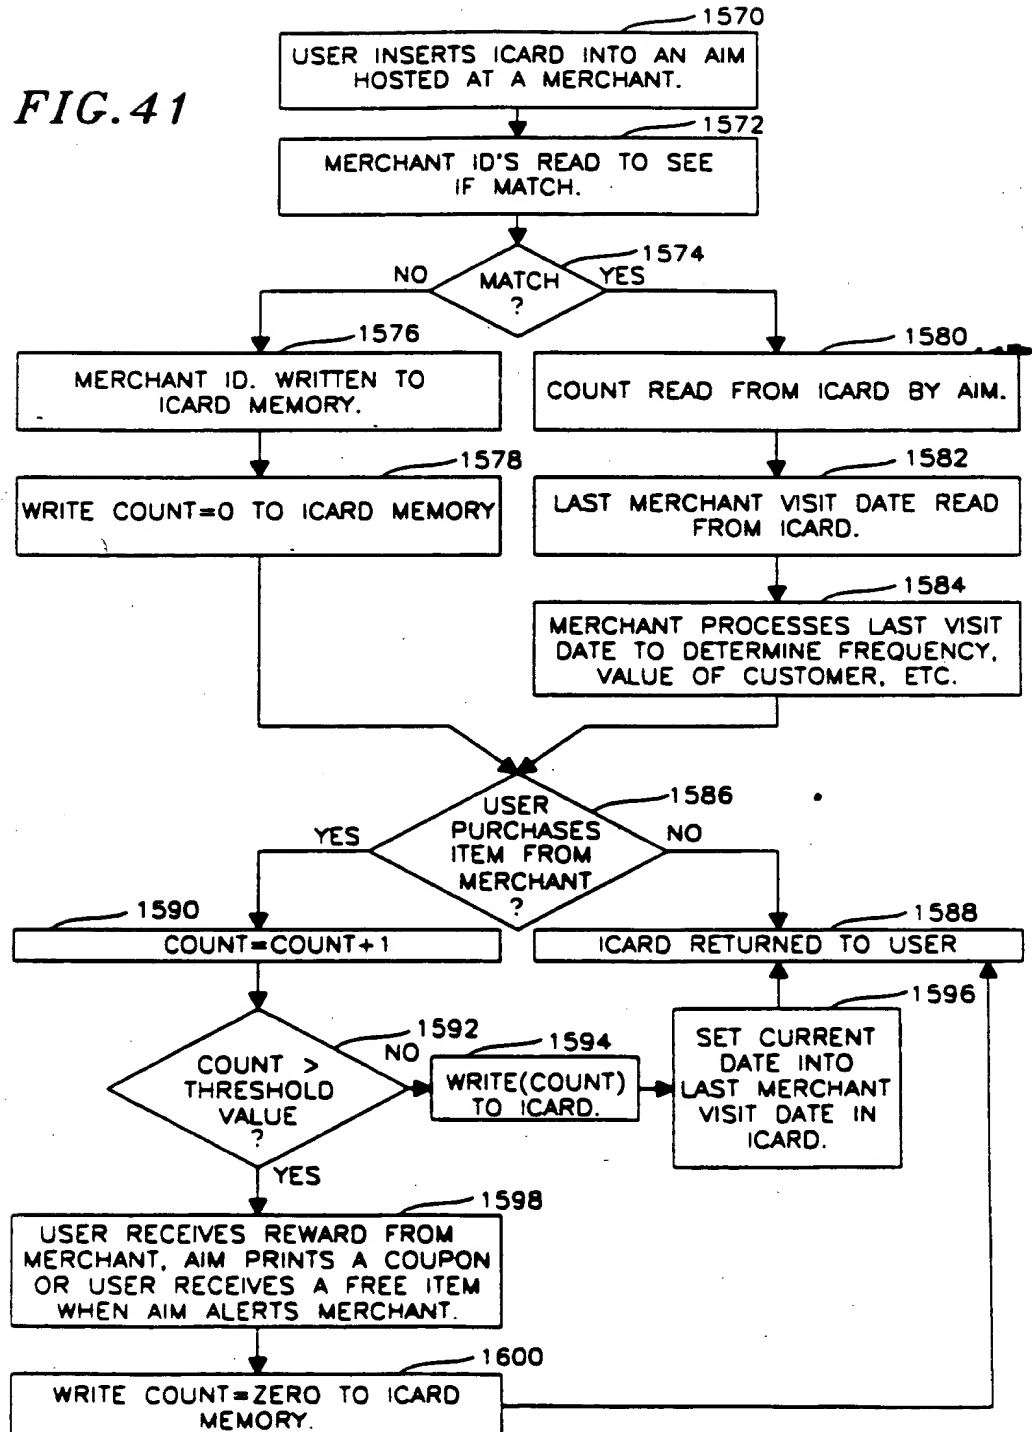 FIG.41
1570
USER INSERTS ICARD INTO AN AIM
HOSTED AT A MERCHANT.
1572
MERCHANT ID'S READ TO SEE
IF MATCH.
1574
NO
MATCH
?
YES
1576
MERCHANT ID. WRITTEN TO
ICARD MEMORY.
1580
COUNT READ FROM ICARD BY AIM.
1578
WRITE COUNT=0 TO ICARD MEMORY
1582
LAST MERCHANT VISIT DATE READ
FROM ICARD.
1584
MERCHANT PROCESSES LAST VISIT
DATE TO DETERMINE FREQUENCY,
VALUE OF CUSTOMER, ETC.
1586
YES
USER
PURCHASES
ITEM FROM
MERCHANT
?
NO
1590
COUNT=COUNT+1
1588
ICARD RETURNED TO USER
1592
COUNT >
THRESHOLD
VALUE
?
NO
1594
WRITE(COUNT)
TO ICARD.
1596
SET CURRENT
DATE INTO
LAST MERCHANT
VISIT DATE IN
ICARD.
YES
1598
USER RECEIVES REWARD FROM
MERCHANT, AIM PRINTS A COUPON
OR USER RECEIVES A FREE ITEM
WHEN AIM ALERTS MERCHANT.
1600
WRITE COUNT=ZERO TO ICARD
MEMORY.